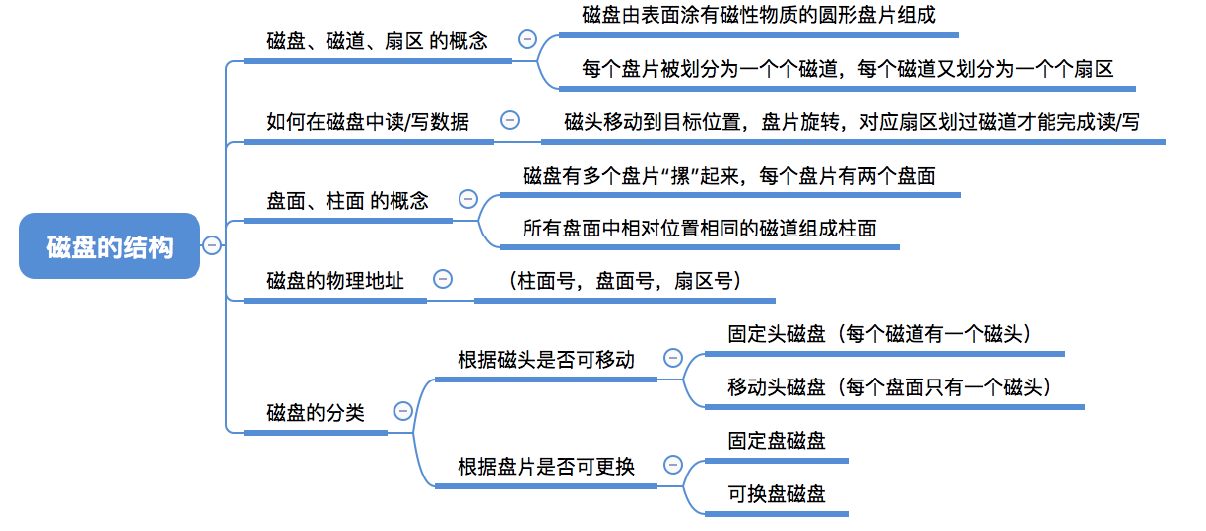 磁盘的结构
磁盘、磁道、扇区 的概念
磁盘由表面涂有磁性物质的圆形盘片组成
每个盘片被划分为一个个磁道，每个磁道又划分为一个个扇区
如何在磁盘中读/写数据
磁头移动到目标位置，盘片旋转，对应扇区划过磁道才能完成读/写
盘面、柱面 的概念
磁盘有多个盘片“摞”起来，每个盘片有两个盘面
所有盘面中相对位置相同的磁道组成柱面
磁盘的物理地址
（柱面号，盘面号，扇区号）
磁盘的分类
根据磁头是否可移动
固定头磁盘（每个磁道有一个磁头）
移动头磁盘（每个盘面只有一个磁头）
根据盘片是否可更换
固定盘磁盘
可换盘磁盘